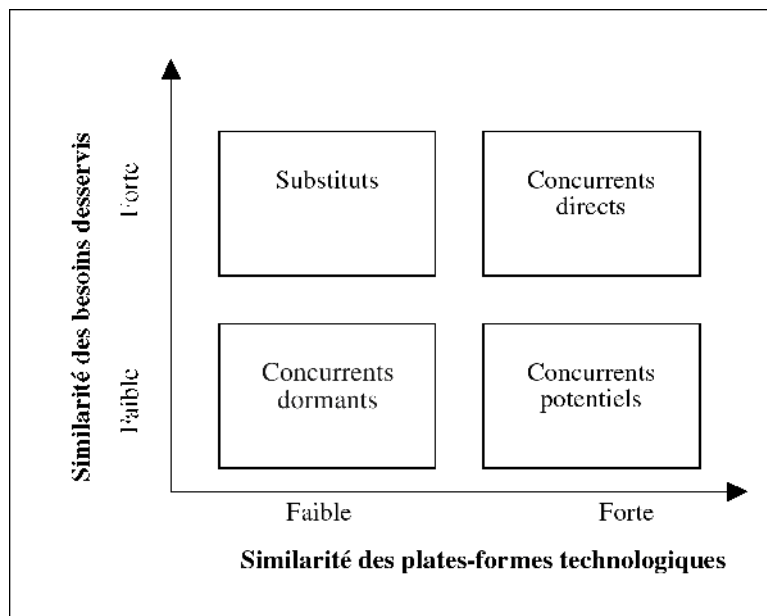 Similarité des besoins desservis
Forte
Faible
Substituts
Concurrents
directs
Concurrents
dormants
Concurrents
potentiels
Faible
Forte
Similarité des plates-formes technologiques